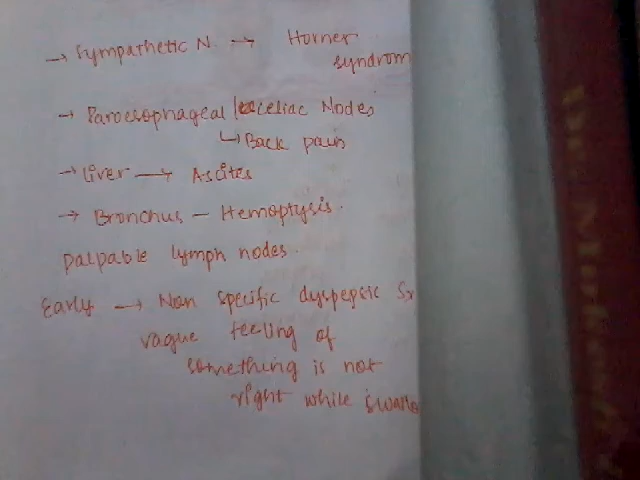 → Sympathetic N. → Horner
syndrom
→ Paraesophageal / celiac Nodes
↳ Back pain
→ Liver → Ascites
→ Bronchus – Hemoptysis.
palpable lymph nodes.
Early → Non specific dyspepsic Sx
vague feeling of
something is not
right while swallo